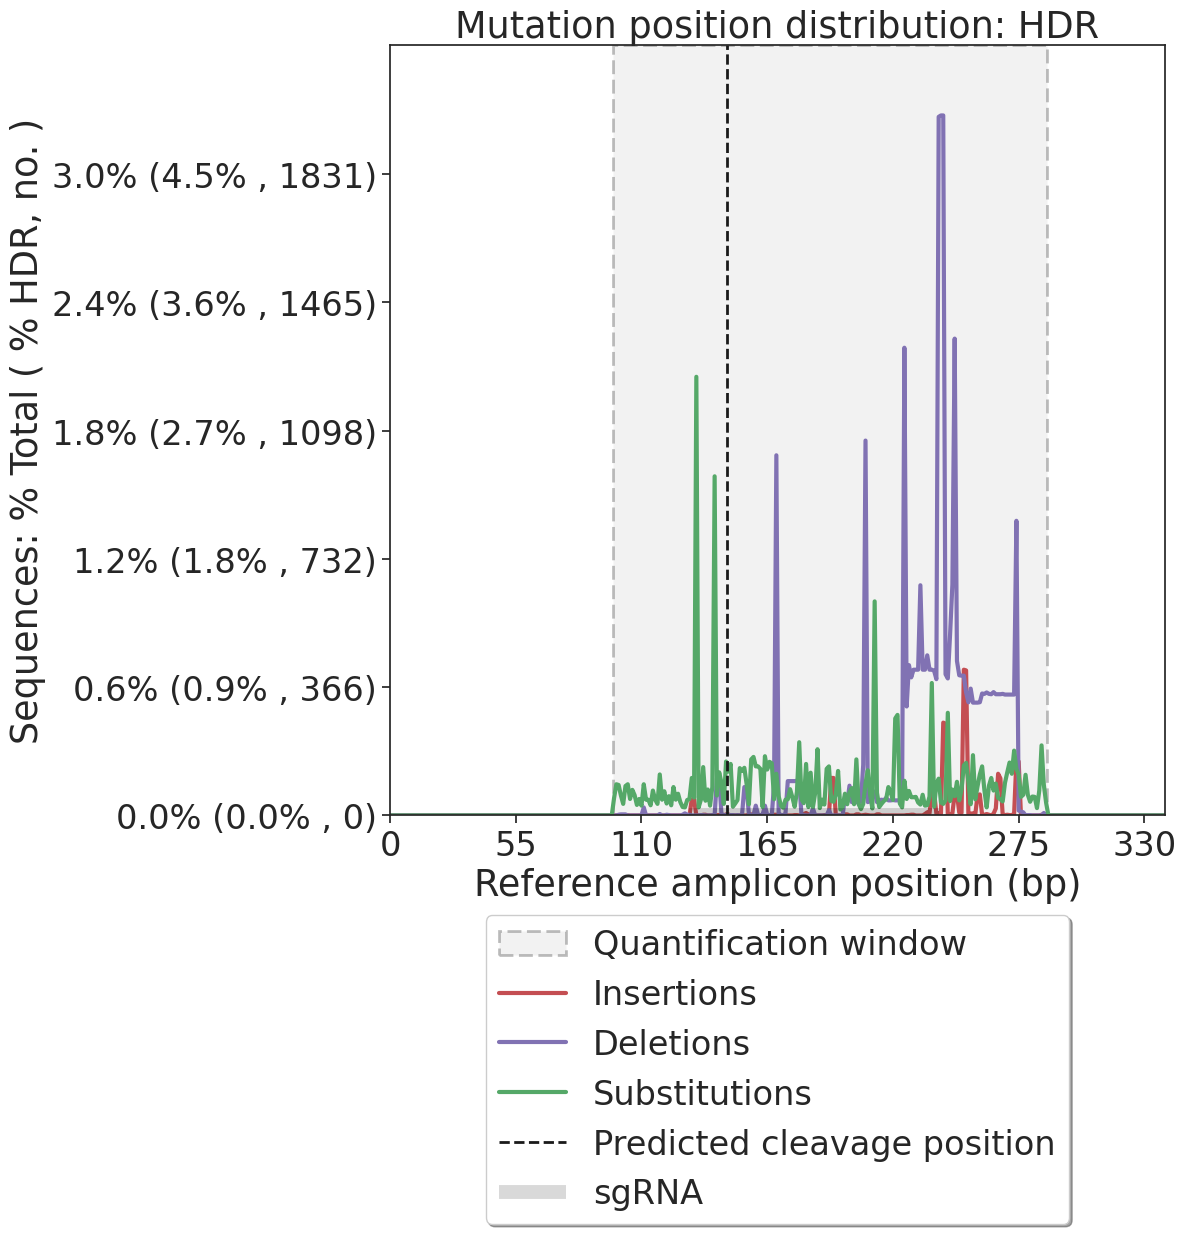 Mutation position distribution: HDR
Sequences: % Total ( % HDR, no. )
3.0% (4.5% , 1831)
2.4% (3.6% , 1465)
1.8% (2.7% , 1098)
1.2% (1.8% , 732)
0.6% (0.9% , 366)
0.0% (0.0% , 0)
0 55 110 165 220 275 330
Reference amplicon position (bp)
Quantification window
Insertions
Deletions
Substitutions
Predicted cleavage position
sgRNA